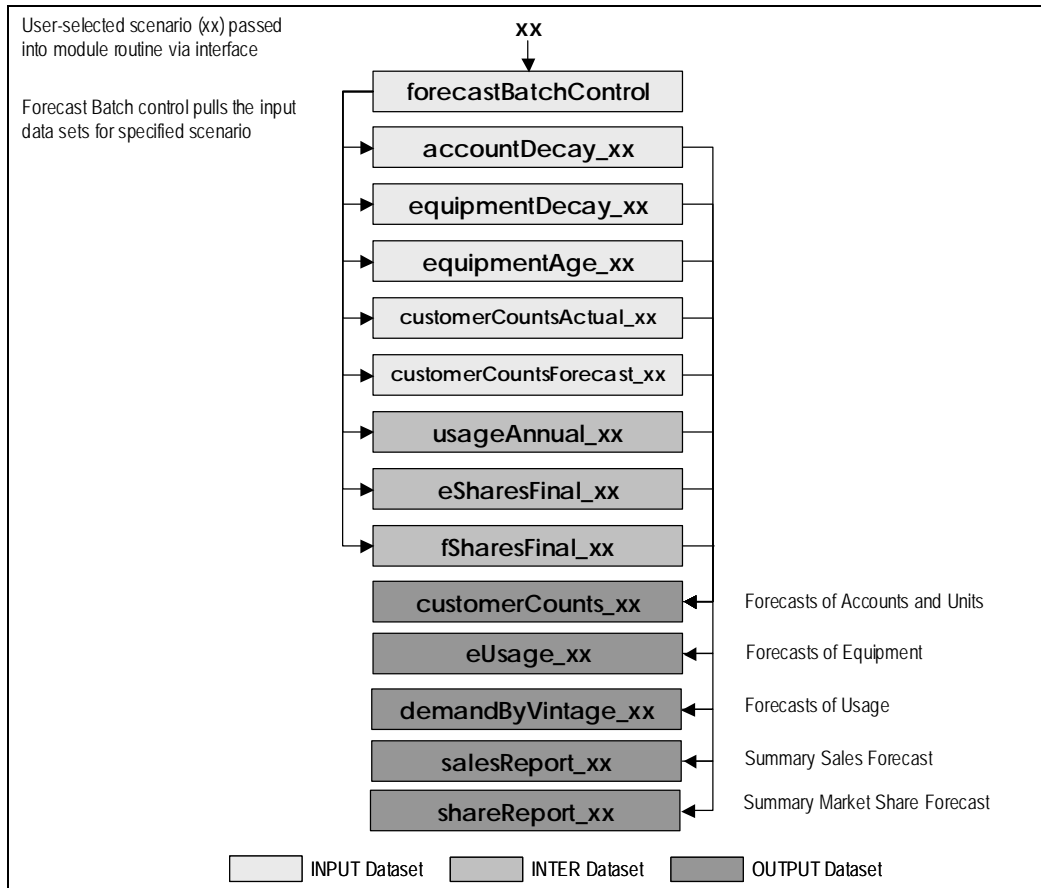 User-selected scenario (xx) passed
into module routine via interface
xx
forecastBatchControl
Forecast Batch control pulls the input
data sets for specified scenario
accountDecay_xx
equipmentDecay_xx
equipmentAge_xx
customerCountsActual_xx
customerCountsForecast_xx
usageAnnual_xx
eSharesFinal_xx
fSharesFinal_xx
customerCounts_xx
Forecasts of Accounts and Units
eUsage_xx
Forecasts of Equipment
demandByVintage_xx
Forecasts of Usage
salesReport_xx
Summary Sales Forecast
shareReport_xx
Summary Market Share Forecast
INPUT Dataset
INTER Dataset
OUTPUT Dataset